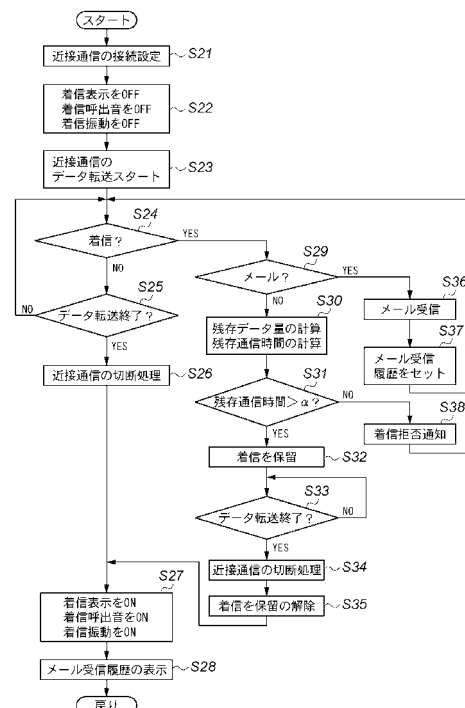 スタート
近接通信の接続設定
S21
着信表示をOFF
着信呼出音をOFF
着信振動をOFF
S22
近接通信の
データ転送スタート
S23
S24
着信?
YES
NO
S25
データ転送終了?
NO
YES
近接通信の切断処理
S26
S29
メール?
YES
NO
S30
残存データ量の計算
残存通信時間の計算
S31
残存通信時間>α?
NO
YES
着信を保留
S32
S33
データ転送終了?
NO
YES
近接通信の切断処理
S34
着信を保留の解除
S35
S36
メール受信
S37
メール受信
履歴をセット
S38
着信拒否通知
S27
着信表示をON
着信呼出音をON
着信振動をON
メール受信履歴の表示
S28
戻り